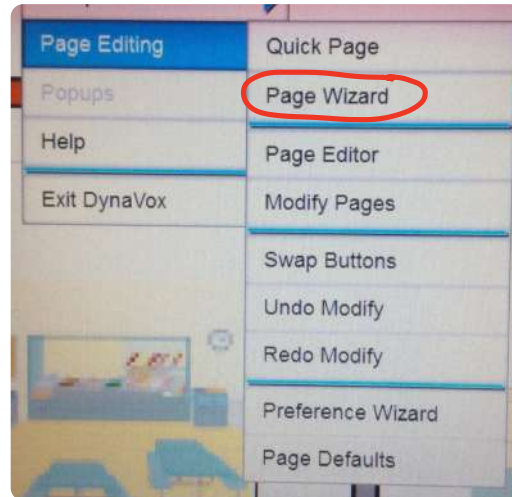 Page Editing
Popups
Help
Exit DynaVox
Quick Page
Page Wizard
Page Editor
Modify Pages
Swap Buttons
Undo Modify
Redo Modify
Preference Wizard
Page Defaults